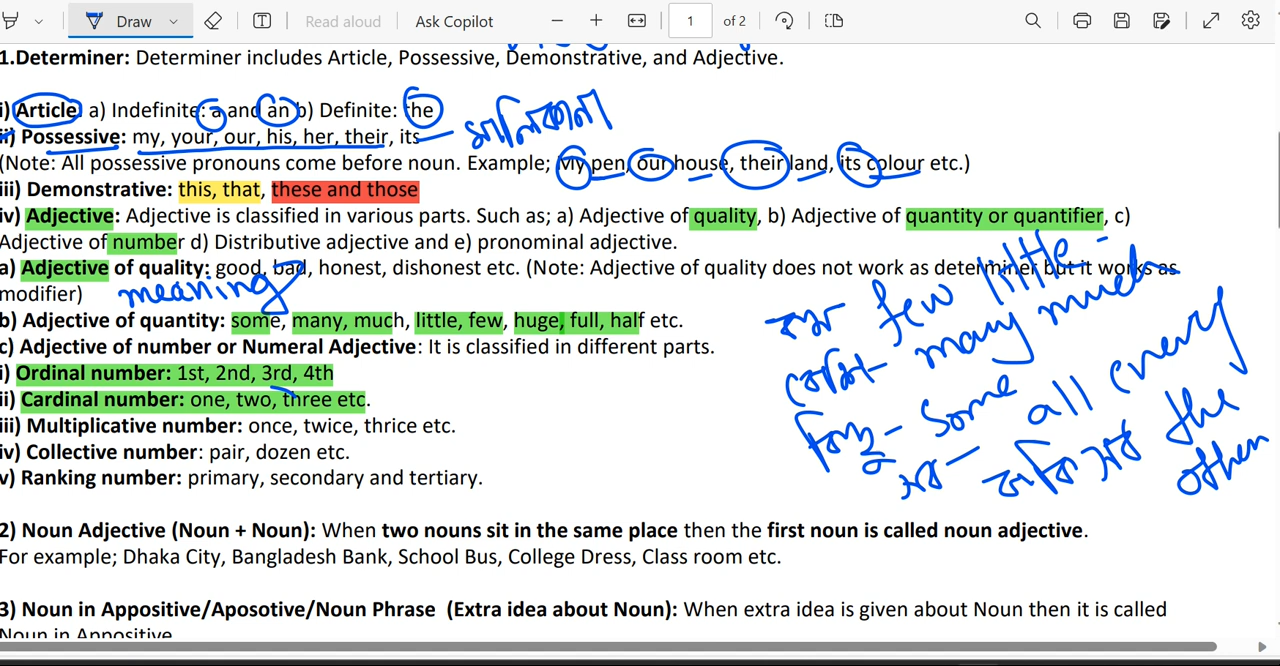 Draw
Read aloud
Ask Copilot
1 of 2
1.Determiner: Determiner includes Article, Possessive, Demonstrative, and Adjective.
i) Article: a) Indefinite: a and an b) Definite: the
ii) Possessive: my, your, our, his, her, their, its
(Note: All possessive pronouns come before noun. Example; My pen, our house, their land, its colour etc.)
iii) Demonstrative: this, that, these and those
iv) Adjective: Adjective is classified in various parts. Such as; a) Adjective of quality, b) Adjective of quantity or quantifier, c)
Adjective of number d) Distributive adjective and e) pronominal adjective.
a) Adjective of quality: good, bad, honest, dishonest etc. (Note: Adjective of quality does not work as determiner but it works as
modifier)
meaning
b) Adjective of quantity: some, many, much, little, few, huge, full, half etc.
c) Adjective of number or Numeral Adjective: It is classified in different parts.
i) Ordinal number: 1st, 2nd, 3rd, 4th
ii) Cardinal number: one, two, three etc.
iii) Multiplicative number: once, twice, thrice etc.
iv) Collective number: pair, dozen etc.
v) Ranking number: primary, secondary and tertiary.
few little
many much
some all every
the other
2) Noun Adjective (Noun + Noun): When two nouns sit in the same place then the first noun is called noun adjective.
For example; Dhaka City, Bangladesh Bank, School Bus, College Dress, Class room etc.
3) Noun in Appositive/Aposotive/Noun Phrase (Extra idea about Noun): When extra idea is given about Noun then it is called
Noun in Appositive